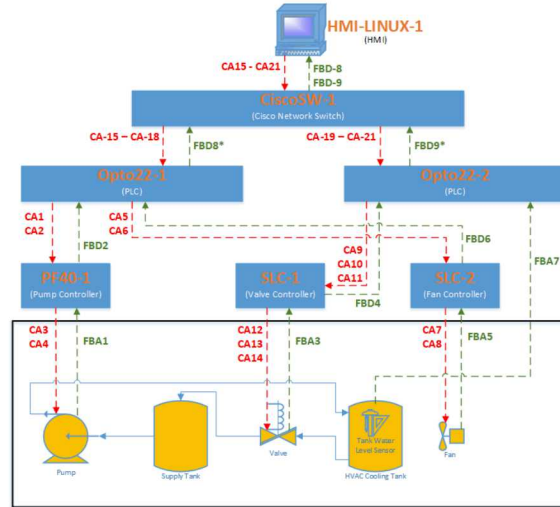 HMI-LINUX-1
(HMI)
CA15 - CA21
FBD-8
FBD-9
CiscoSW-1
(Cisco Network Switch)
CA-15 – CA-18
FBD8*
CA-19 – CA-21
FBD9*
Opto22-1
(PLC)
Opto22-2
(PLC)
CA1
CA2
FBD2
CA5
CA6
CA9
CA10
CA11
FBD6
FBA7
PF40-1
(Pump Controller)
SLC-1
(Valve Controller)
FBD4
SLC-2
(Fan Controller)
CA3
CA4
FBA1
CA12
CA13
CA14
FBA3
CA7
CA8
FBA5
Tank Water
Level Sensor
Pump
Supply Tank
Valve
HVAC Cooling Tank
Fan